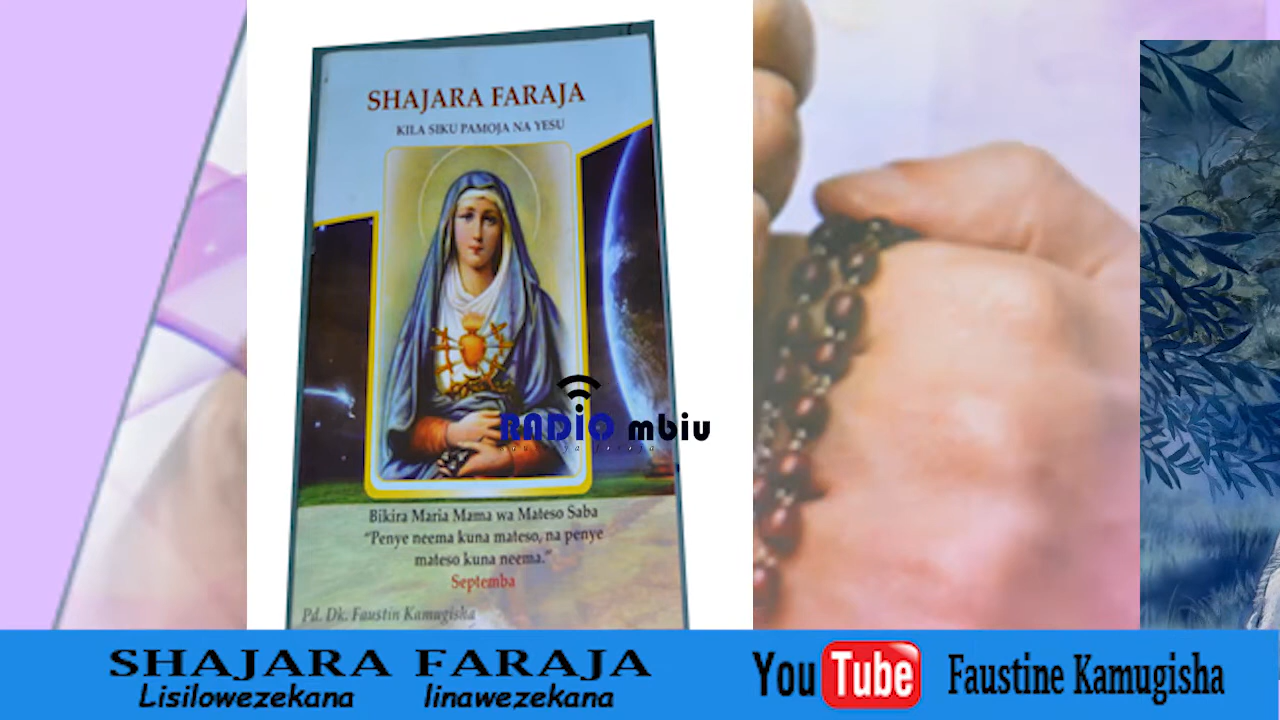 SHAJARA FARAJA
KILA SIKU PAMOJA NA YESU
RADIO mbiu
Bikira Maria Mama wa Mateso Saba
“Penye neema kuna mateso, na penye
mateso kuna neema.”
Septemba
Pd. Dk. Faustin Kamugisha
SHAJARA FARAJA
Lisilowezekana linawezekana
YouTube Faustine Kamugisha